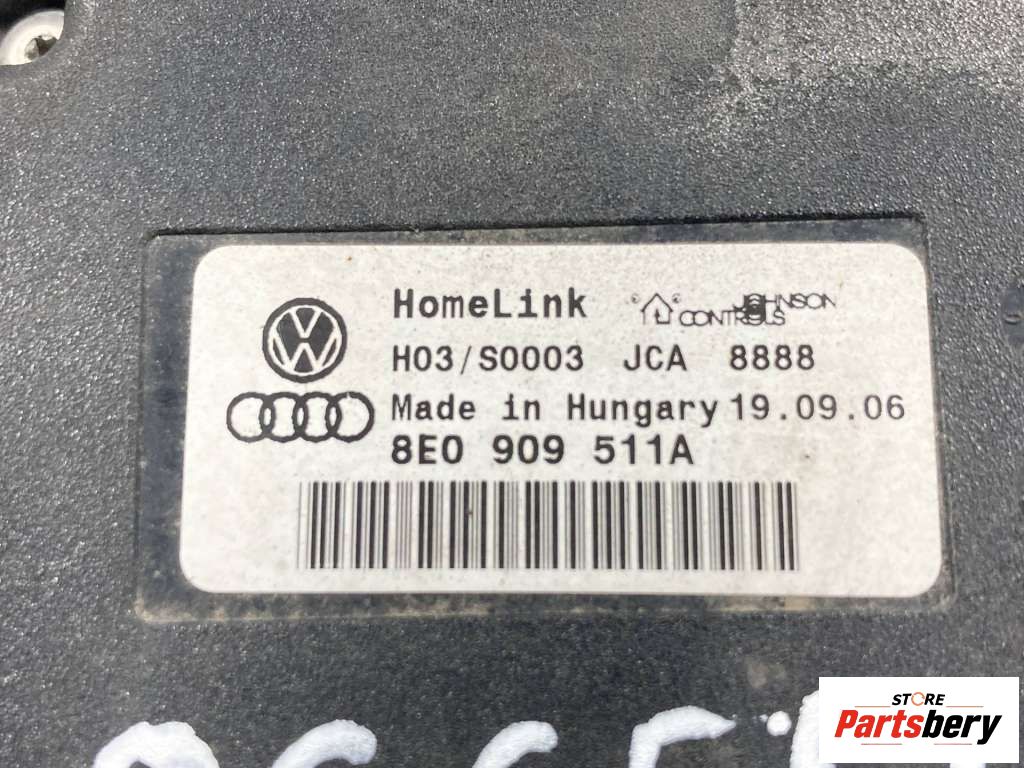 HomeLink JOHNSON CONTROLS
H03/S0003 JCA 8888
Made in Hungary 19.09.06
8E0 909 511A
STORE
Partsbery